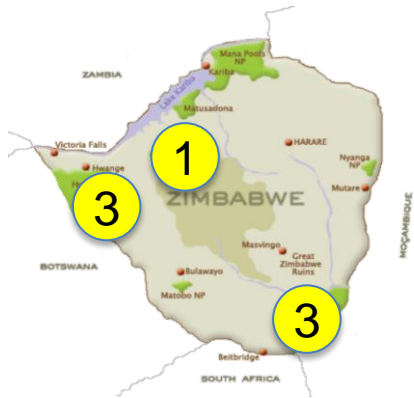 Mana Pools
NP
Kariba
ZAMBIA
Lake Kariba
Matusadona
Victoria Falls
HARARE
1
Hwange
Nyanga
NP
3
Mutare
ZIMBABWE
MOÇAMBIQUE
Masvingo
Great
Zimbabwe
Ruins
BOTSWANA
Bulawayo
Matobo NP
3
Beitbridge
SOUTH AFRICA